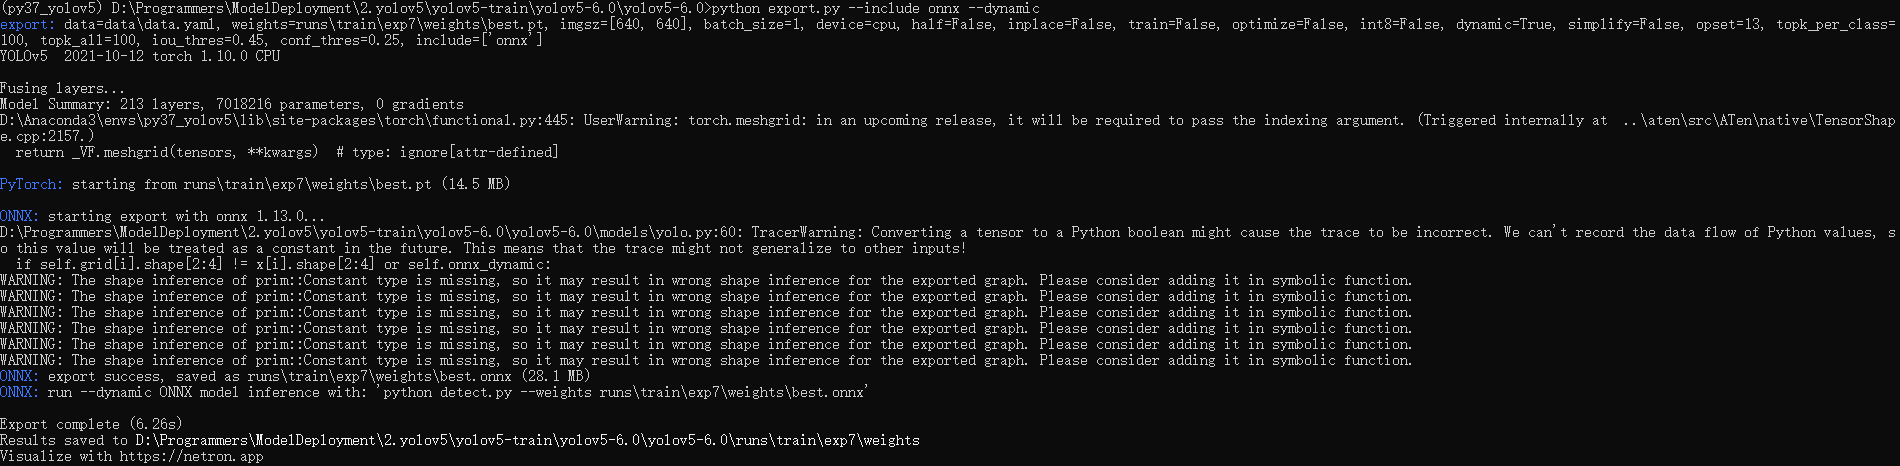 (py37_yolov5) D:\Programmers\ModelDeployment\2.yolov5\yolov5-train\yolov5-6.0\yolov5-6.0>python export.py --include onnx --dynamic
export: data=data\data.yaml, weights=runs\train\exp7\weights\best.pt, imgsz=[640, 640], batch_size=1, device=cpu, half=False, inplace=False, train=False, optimize=False, int8=False, dynamic=True, simplify=False, opset=13, topk_per_class=
100, topk_all=100, iou_thres=0.45, conf_thres=0.25, include=['onnx']
YOLOv5  2021-10-12 torch 1.10.0 CPU
Fusing layers...
Model Summary: 213 layers, 7018216 parameters, 0 gradients
D:\Anaconda3\envs\py37_yolov5\lib\site-packages\torch\functional.py:445: UserWarning: torch.meshgrid: in an upcoming release, it will be required to pass the indexing argument. (Triggered internally at  ..\aten\src\ATen\native\TensorShap
e.cpp:2157.)
  return _VF.meshgrid(tensors, **kwargs)  # type: ignore[attr-defined]
PyTorch: starting from runs\train\exp7\weights\best.pt (14.5 MB)
ONNX: starting export with onnx 1.13.0...
D:\Programmers\ModelDeployment\2.yolov5\yolov5-train\yolov5-6.0\yolov5-6.0\models\yolo.py:60: TracerWarning: Converting a tensor to a Python boolean might cause the trace to be incorrect. We can't record the data flow of Python values, s
o this value will be treated as a constant in the future. This means that the trace might not generalize to other inputs!
  if self.grid[i].shape[2:4] != x[i].shape[2:4] or self.onnx_dynamic:
WARNING: The shape inference of prim::Constant type is missing, so it may result in wrong shape inference for the exported graph. Please consider adding it in symbolic function.
WARNING: The shape inference of prim::Constant type is missing, so it may result in wrong shape inference for the exported graph. Please consider adding it in symbolic function.
WARNING: The shape inference of prim::Constant type is missing, so it may result in wrong shape inference for the exported graph. Please consider adding it in symbolic function.
WARNING: The shape inference of prim::Constant type is missing, so it may result in wrong shape inference for the exported graph. Please consider adding it in symbolic function.
WARNING: The shape inference of prim::Constant type is missing, so it may result in wrong shape inference for the exported graph. Please consider adding it in symbolic function.
WARNING: The shape inference of prim::Constant type is missing, so it may result in wrong shape inference for the exported graph. Please consider adding it in symbolic function.
ONNX: export success, saved as runs\train\exp7\weights\best.onnx (28.1 MB)
ONNX: run --dynamic ONNX model inference with: 'python detect.py --weights runs\train\exp7\weights\best.onnx'
Export complete (6.26s)
Results saved to D:\Programmers\ModelDeployment\2.yolov5\yolov5-train\yolov5-6.0\yolov5-6.0\runs\train\exp7\weights
Visualize with https://netron.app